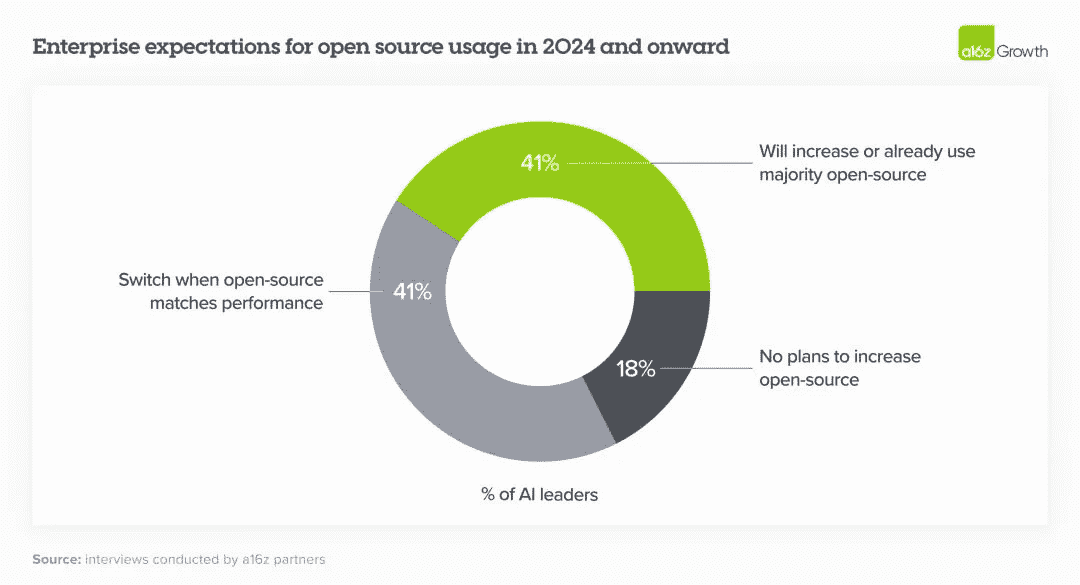 Enterprise expectations for open source usage in 2024 and onward
a16z Growth
41%
Will increase or already use
majority open-source
Switch when open-source
matches performance
41%
18%
No plans to increase
open-source
% of AI leaders
Source: interviews conducted by a16z partners